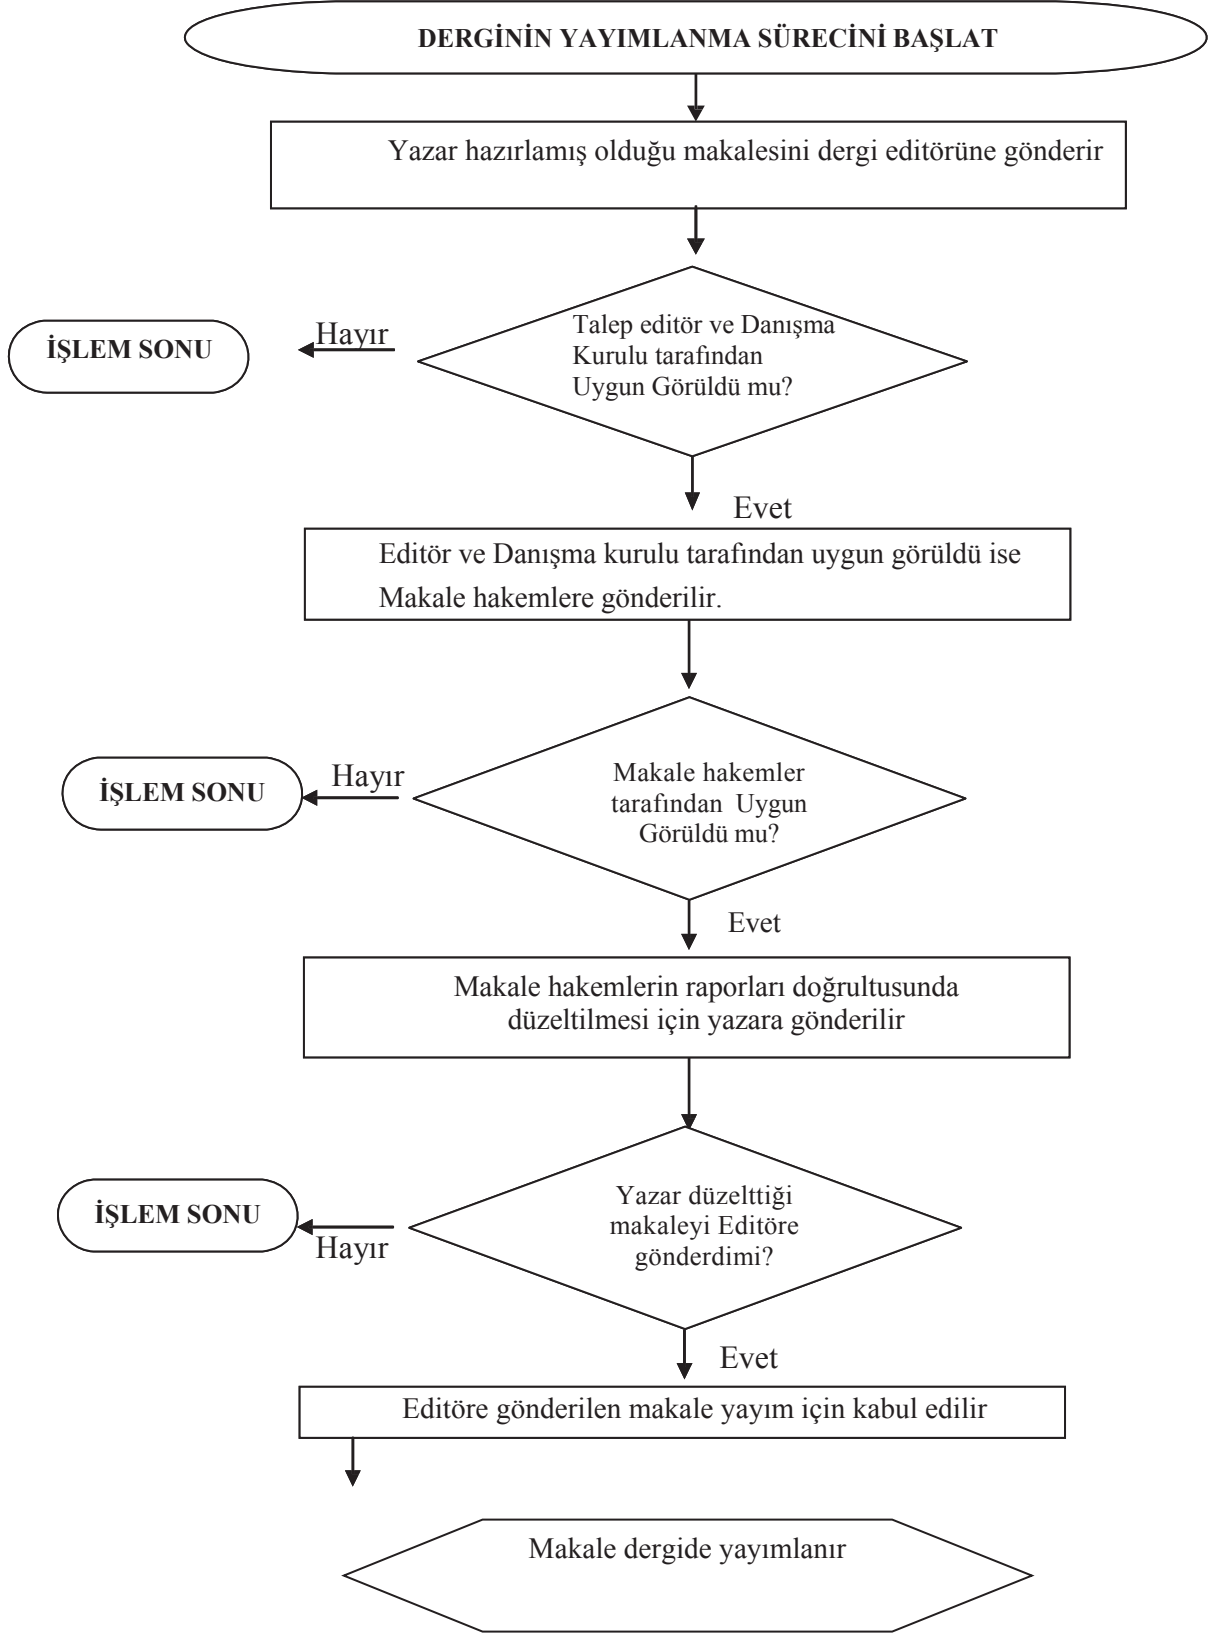 DERGİNİN YAYIMLANMA SÜRECİNİ BAŞLAT
Yazar hazırlamış olduğu makalesini dergi editörüne gönderir
Talep editör ve Danışma
Kurulu tarafından
Uygun Görüldü mu?
Hayır
İŞLEM SONU
Evet
Editör ve Danışma kurulu tarafından uygun görüldü ise
Makale hakemlere gönderilir.
Makale hakemler
tarafından Uygun
Görüldü mu?
Hayır
İŞLEM SONU
Evet
Makale hakemlerin raporları doğrultusunda
düzeltilmesi için yazara gönderilir
Yazar düzelttiği
makaleyi Editöre
gönderdimi?
İŞLEM SONU
Hayır
Evet
Editöre gönderilen makale yayım için kabul edilir
Makale dergide yayımlanır